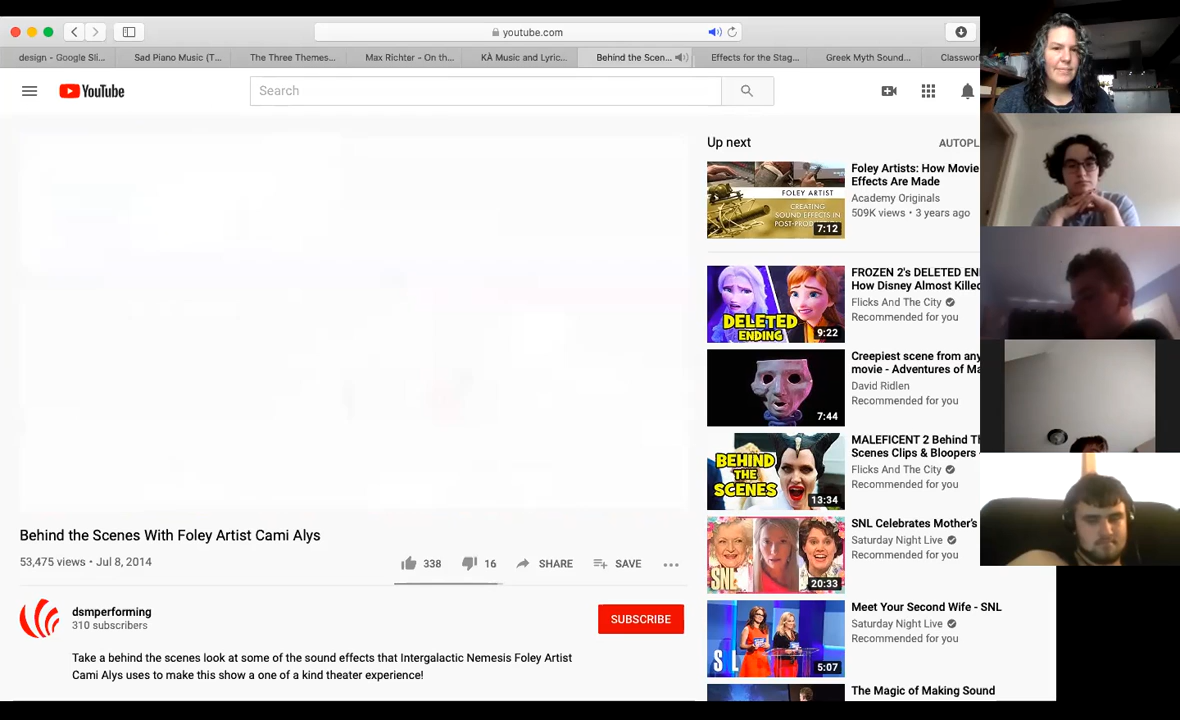 youtube.com
design - Google Sli...
Sad Piano Music (T...
The Three Themes...
Max Richter - On th...
KÀ Music and Lyric...
Behind the Scen...
Effects for the Stag...
Greek Myth Sound...
Classwor
YouTube
Search
Up next
AUTOPL
FOLEY ARTIST
CREATING
SOUND EFFECTS IN
7:12
Foley Artists: How Movie
Effects Are Made
Academy Originals
509K views • 3 years ago
DELETED
ENDING
9:22
FROZEN 2's DELETED EN
How Disney Almost Killed
Flicks And The City
Recommended for you
7:44
Creepiest scene from any
movie - Adventures of Ma
David Ridlen
Recommended for you
BEHIND
THE
SCENES
13:34
MALEFICENT 2 Behind Th
Scenes Clips & Bloopers
Flicks And The City
Recommended for you
SNL
20:33
SNL Celebrates Mother's
Saturday Night Live
Recommended for you
5:07
Meet Your Second Wife - SNL
Saturday Night Live
Recommended for you
The Magic of Making Sound
Behind the Scenes With Foley Artist Cami Alys
53,475 views • Jul 8, 2014
338
16
SHARE
SAVE
dsmperforming
310 subscribers
SUBSCRIBE
Take a behind the scenes look at some of the sound effects that Intergalactic Nemesis Foley Artist
Cami Alys uses to make this show a one of a kind theater experience!